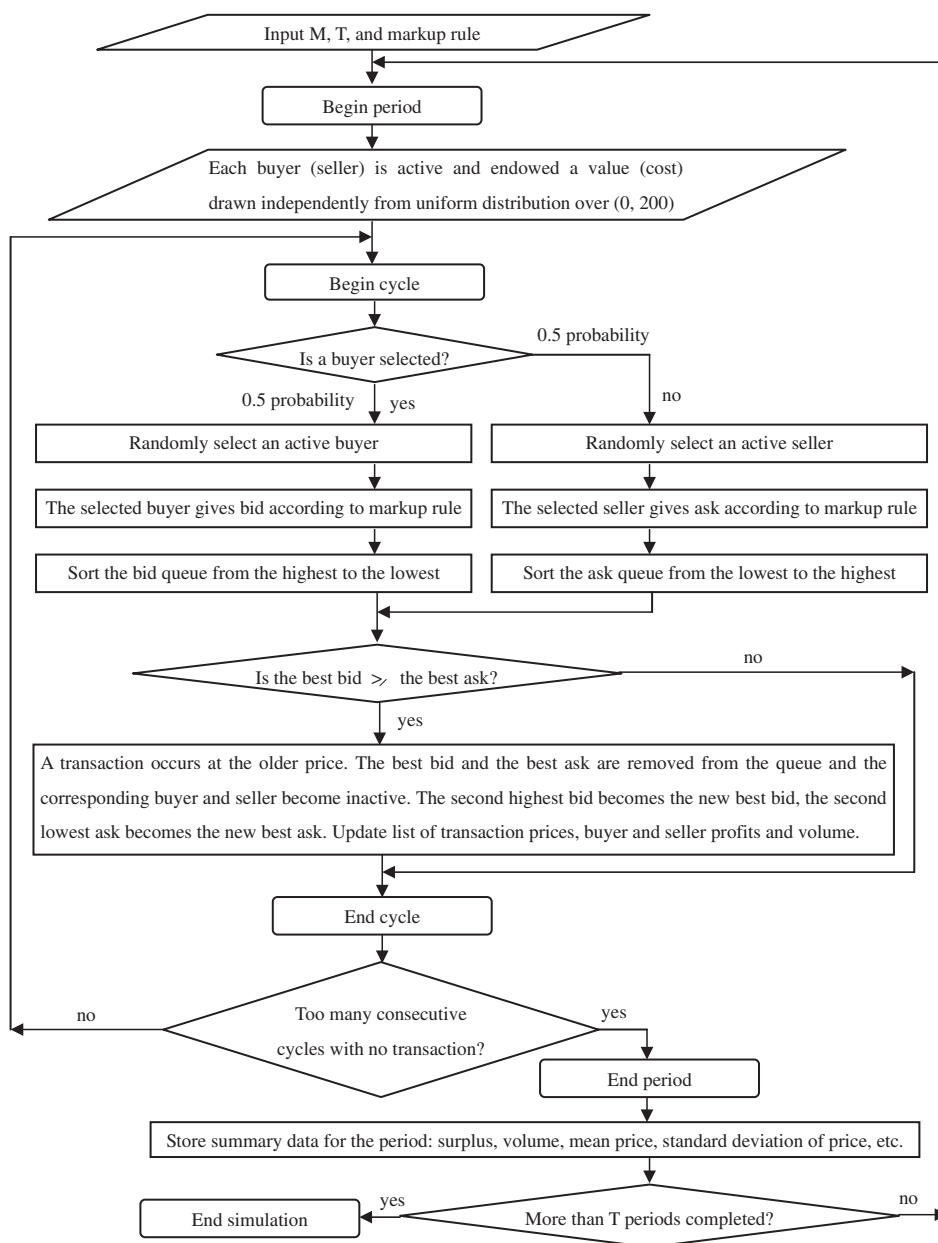 Input M, T, and markup rule
Begin period
Each buyer (seller) is active and endowed a value (cost)
drawn independently from uniform distribution over (0, 200)
Begin cycle
0.5 probability
Is a buyer selected?
0.5 probability yes
no
Randomly select an active buyer
Randomly select an active seller
The selected buyer gives bid according to markup rule
The selected seller gives ask according to markup rule
Sort the bid queue from the highest to the lowest
Sort the ask queue from the lowest to the highest
no
Is the best bid ⩾ the best ask?
yes
A transaction occurs at the older price. The best bid and the best ask are removed from the queue and the
corresponding buyer and seller become inactive. The second highest bid becomes the new best bid, the second
lowest ask becomes the new best ask. Update list of transaction prices, buyer and seller profits and volume.
End cycle
no
Too many consecutive
cycles with no transaction?
yes
End period
Store summary data for the period: surplus, volume, mean price, standard deviation of price, etc.
yes
no
End simulation
More than T periods completed?